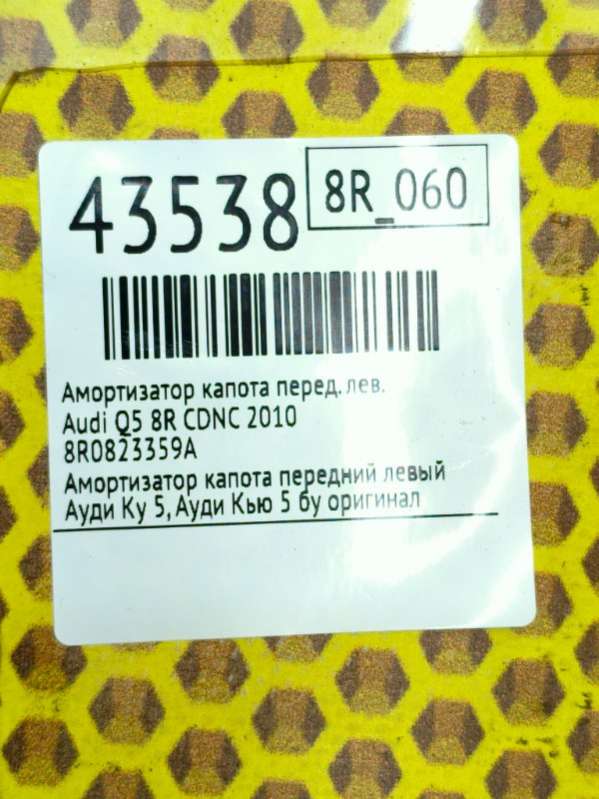 43538
8R_060
Амортизатор капота перед. лев.
Audi Q5 8R CDNC 2010
8R0823359A
Амортизатор капота передний левый
Ауди Ку 5, Ауди Кью 5 бу оригинал